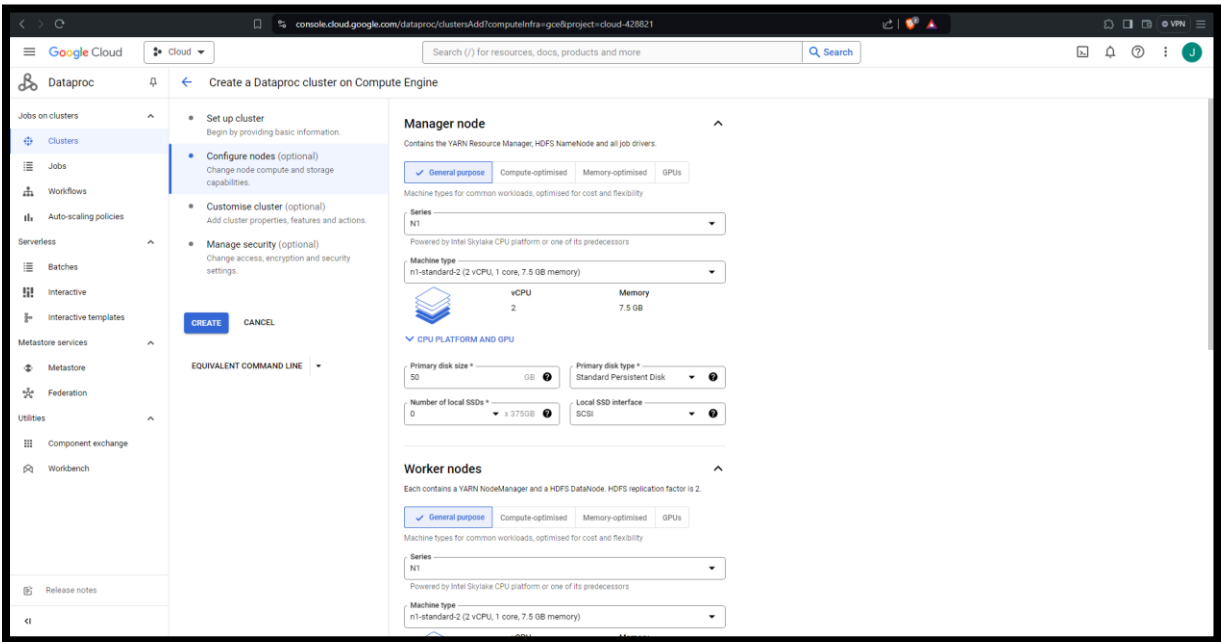 console.cloud.google.com/dataproc/clustersAdd?computeInfra=gce&project=cloud-428821
VPN
Google Cloud
Cloud
Search (/) for resources, docs, products and more
Search
J
Dataproc
Create a Dataproc cluster on Compute Engine
Jobs on clusters
Clusters
Jobs
Workflows
Auto-scaling policies
Serverless
Batches
Interactive
Interactive templates
Metastore services
Metastore
Federation
Utilities
Component exchange
Workbench
Release notes
Set up cluster
Begin by providing basic information.
Configure nodes (optional)
Change node compute and storage
capabilities.
Customise cluster (optional)
Add cluster properties, features and actions.
Manage security (optional)
Change access, encryption and security
settings.
CREATE CANCEL
EQUIVALENT COMMAND LINE
Manager node
Contains the YARN Resource Manager, HDFS NameNode and all job drivers.
General purpose Compute-optimised Memory-optimised GPUs
Machine types for common workloads, optimised for cost and flexibility
Series
N1
Powered by Intel Skylake CPU platform or one of its predecessors
Machine type
n1-standard-2 (2 vCPU, 1 core, 7.5 GB memory)
vCPU Memory
2 7.5 GB
CPU PLATFORM AND GPU
Primary disk size * Primary disk type *
50 GB Standard Persistent Disk
Number of local SSDs * Local SSD interface
0 x 375GB SCSI
Worker nodes
Each contains a YARN NodeManager and a HDFS DataNode. HDFS replication factor is 2.
General purpose Compute-optimised Memory-optimised GPUs
Machine types for common workloads, optimised for cost and flexibility
Series
N1
Powered by Intel Skylake CPU platform or one of its predecessors
Machine type
n1-standard-2 (2 vCPU, 1 core, 7.5 GB memory)
vCPU Memory